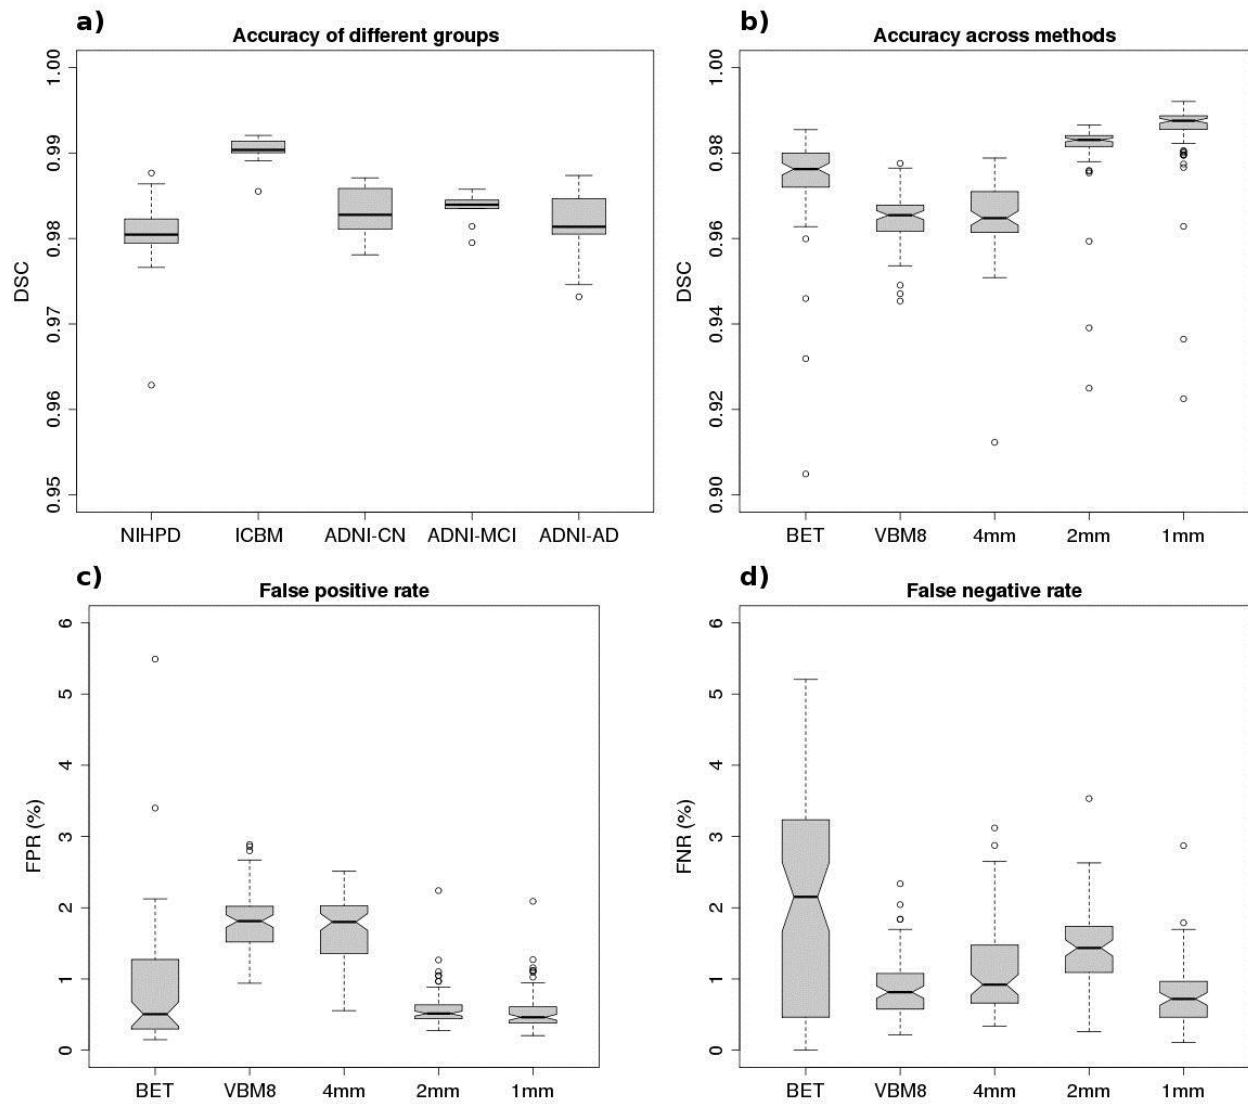 a)
Accuracy of different groups
DSC
1.00
0.99
0.98
0.97
0.96
0.95
NIHPD ICBM ADNI-CN ADNI-MCI ADNI-AD
b)
Accuracy across methods
DSC
1.00
0.98
0.96
0.94
0.92
0.90
BET VBM8 4mm 2mm 1mm
c)
False positive rate
FPR (%)
6
5
4
3
2
1
0
BET VBM8 4mm 2mm 1mm
d)
False negative rate
FNR (%)
6
5
4
3
2
1
0
BET VBM8 4mm 2mm 1mm